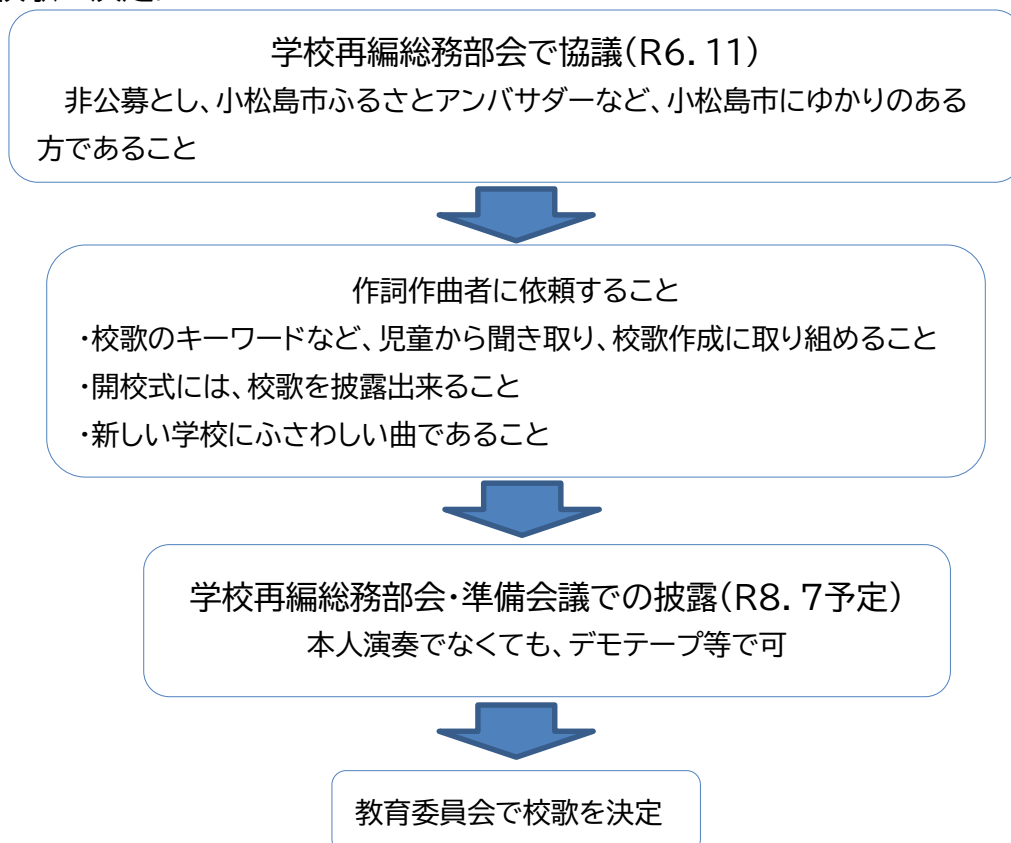 学校再編総務部会で協議(R6.11)
非公募とし、小松島市ふるさとアンバサダーなど、小松島市にゆかりのある
方であること
作詞作曲者に依頼すること
・校歌のキーワードなど、児童から聞き取り、校歌作成に取り組めること
・開校式には、校歌を披露出来ること
・新しい学校にふさわしい曲であること
学校再編総務部会・準備会議での披露(R8.7予定)
本人演奏でなくても、デモテープ等で可
教育委員会で校歌を決定